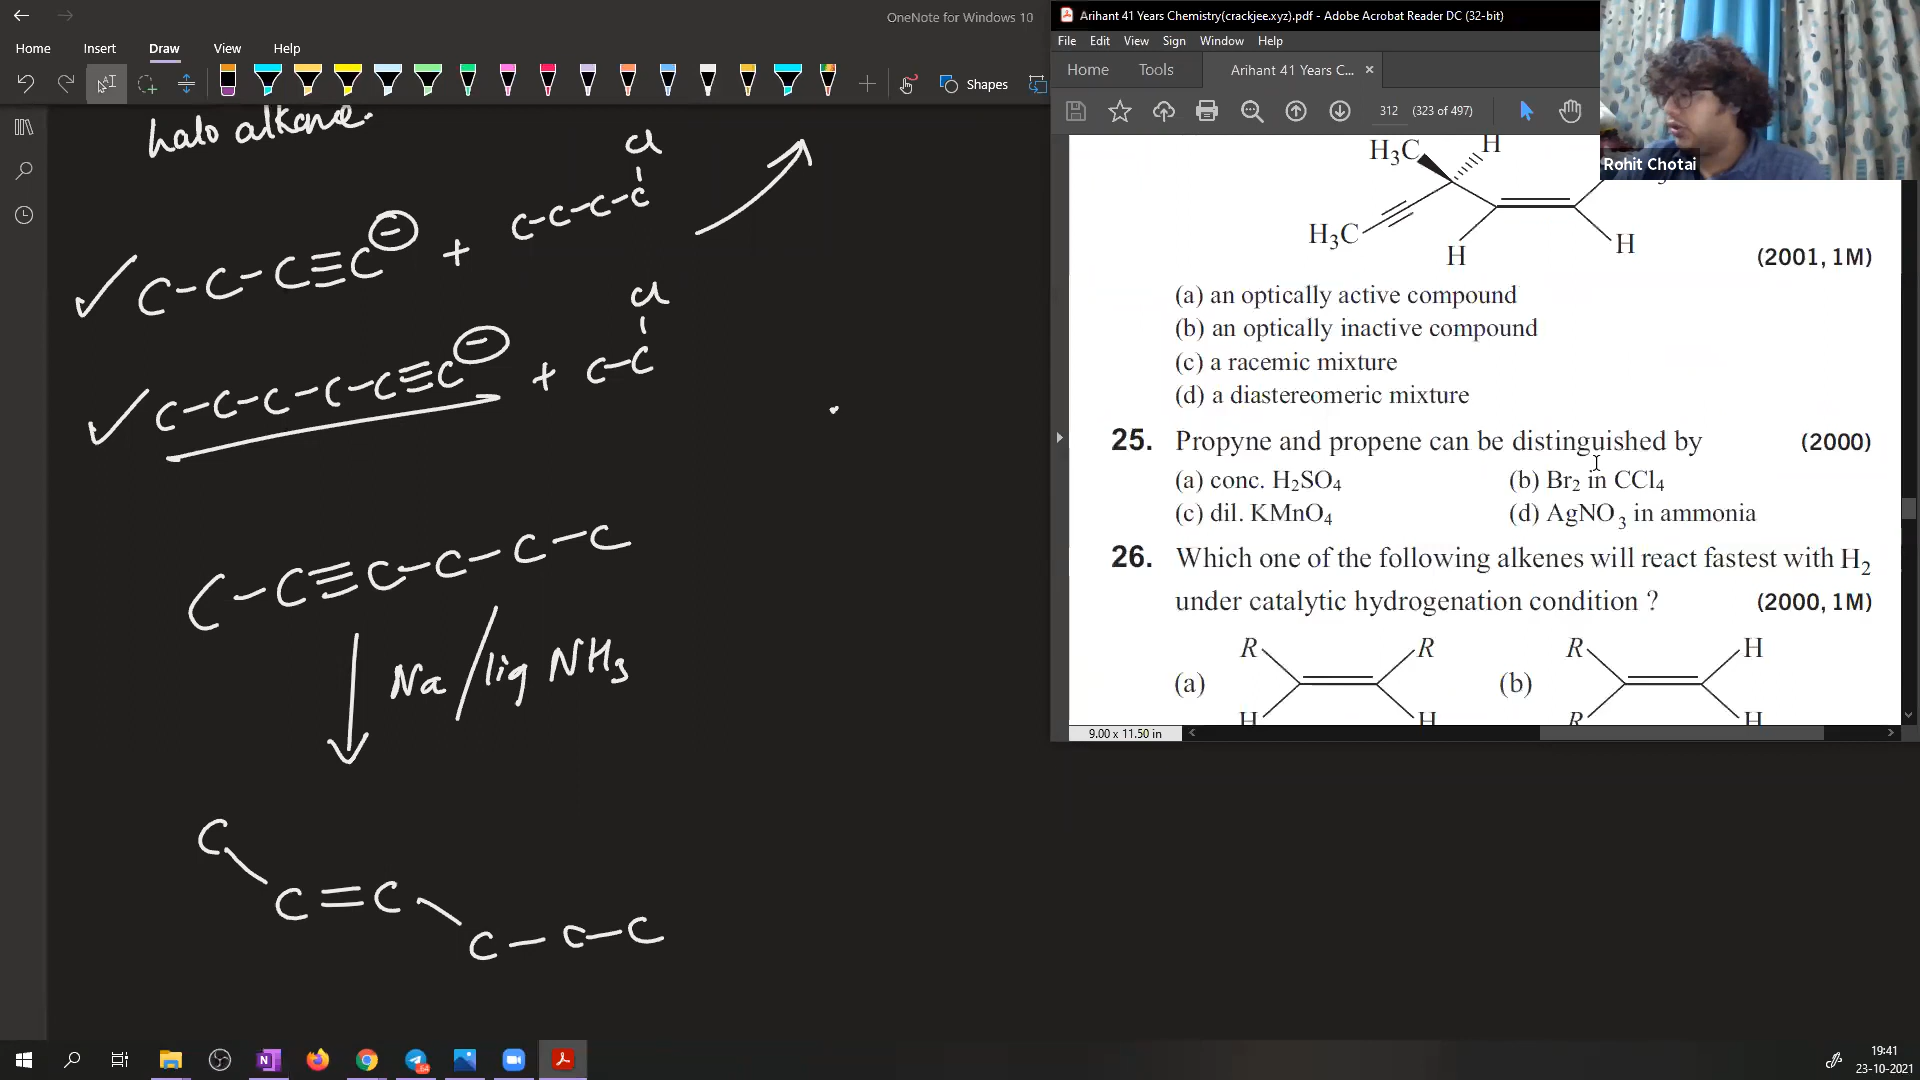 OneNote for Windows 10
Home Insert Draw View Help
Shapes
halo alkene.
C-C-C≡C⊖ + C-C-C-C
Cl
C-C-C-C-C≡C⊖ + C-C
Cl
C-C≡C-C-C-C
Na/liq NH3
C
C=C
C-C-C
Arihant 41 Years Chemistry(crackjee.xyz).pdf - Adobe Acrobat Reader DC (32-bit)
File Edit View Sign Window Help
Home Tools Arihant 41 Years C... ×
312 (323 of 497)
Rohit Chotai
H3C H
H3C H H
(2001, 1M)
(a) an optically active compound
(b) an optically inactive compound
(c) a racemic mixture
(d) a diastereomeric mixture
25. Propyne and propene can be distinguished by (2000)
(a) conc. H2SO4 (b) Br2 in CCl4
(c) dil. KMnO4 (d) AgNO3 in ammonia
26. Which one of the following alkenes will react fastest with H2
under catalytic hydrogenation condition ? (2000, 1M)
R R R H
(a) (b)
H H R H
9.00 x 11.50 in
64
19:41
23-10-2021